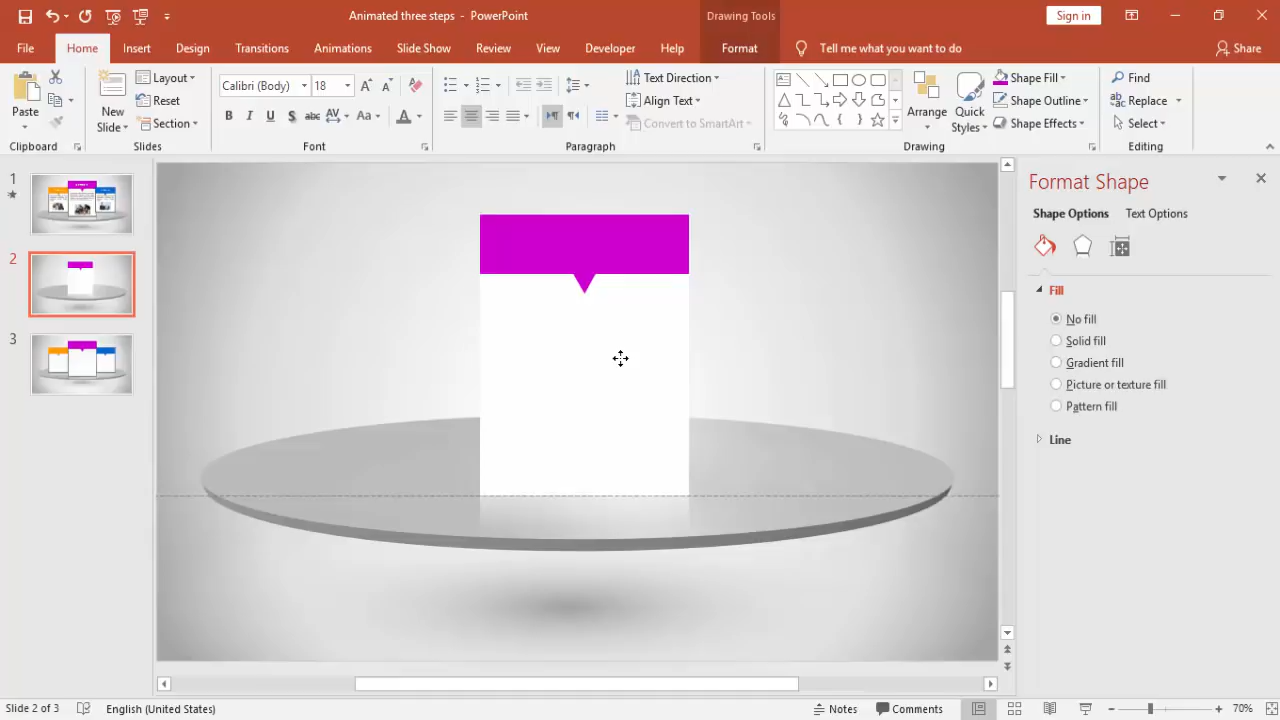 Animated three steps - PowerPoint
Drawing Tools
Sign in
File
Home
Insert
Design
Transitions
Animations
Slide Show
Review
View
Developer
Help
Format
Tell me what you want to do
Share
Paste
New Slide
Layout
Reset
Section
Calibri (Body)
18
B I U S abc AV Aa A
Text Direction
Align Text
Convert to SmartArt
Arrange
Quick Styles
Shape Fill
Shape Outline
Shape Effects
Find
Replace
Select
Clipboard
Slides
Font
Paragraph
Drawing
Editing
1
2
3
Format Shape
Shape Options
Text Options
Fill
No fill
Solid fill
Gradient fill
Picture or texture fill
Pattern fill
Line
Slide 2 of 3
English (United States)
Notes
Comments
70%